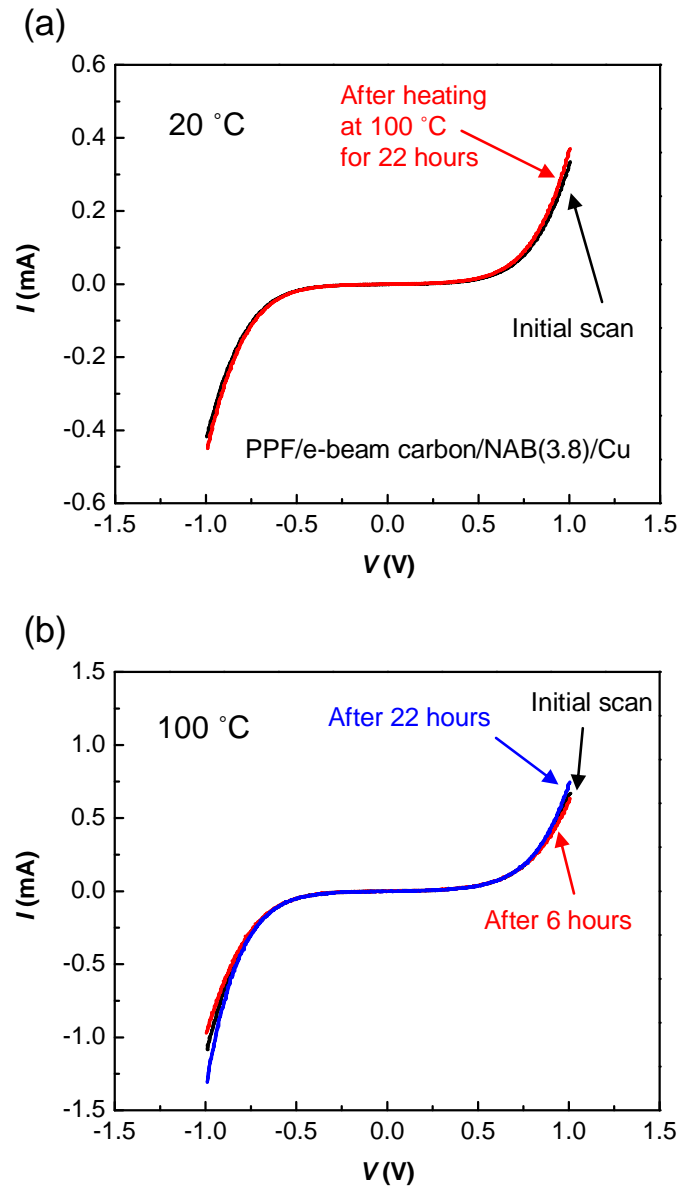 (a)
0.6
0.4
0.2
0.0
-0.2
-0.4
-0.6
I (mA)
20 ˚C
After heating
at 100 ˚C
for 22 hours
Initial scan
PPF/e-beam carbon/NAB(3.8)/Cu
-1.5 -1.0 -0.5 0.0 0.5 1.0 1.5
V (V)
(b)
1.5
1.0
0.5
0.0
-0.5
-1.0
-1.5
I (mA)
100 ˚C
After 22 hours
Initial scan
After 6 hours
-1.5 -1.0 -0.5 0.0 0.5 1.0 1.5
V (V)